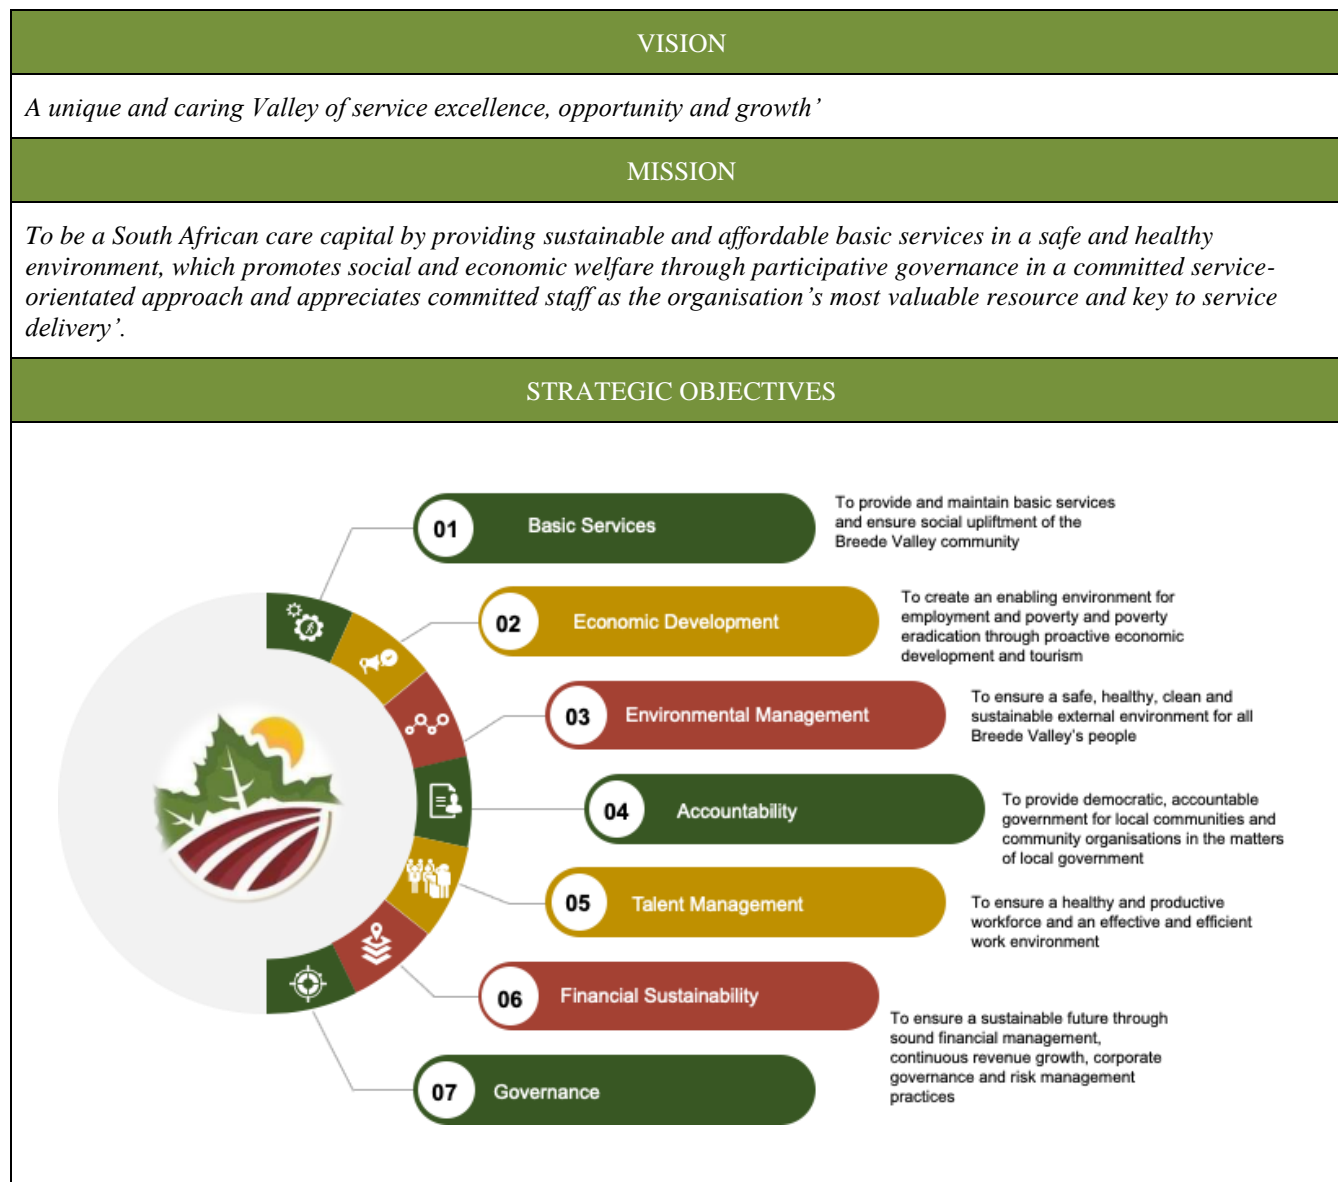 VISION
A unique and caring Valley of service excellence, opportunity and growth’
MISSION
To be a South African care capital by providing sustainable and affordable basic services in a safe and healthy
environment, which promotes social and economic welfare through participative governance in a committed service-
orientated approach and appreciates committed staff as the organisation’s most valuable resource and key to service
delivery’.
STRATEGIC OBJECTIVES
01
Basic Services
To provide and maintain basic services
and ensure social upliftment of the
Breede Valley community
02
Economic Development
To create an enabling environment for
employment and poverty and poverty
eradication through proactive economic
development and tourism
03
Environmental Management
To ensure a safe, healthy, clean and
sustainable external environment for all
Breede Valley's people
04
Accountability
To provide democratic, accountable
government for local communities and
community organisations in the matters
of local government
05
Talent Management
To ensure a healthy and productive
workforce and an effective and efficient
work environment
06
Financial Sustainability
To ensure a sustainable future through
sound financial management,
continuous revenue growth, corporate
governance and risk management
practices
07
Governance